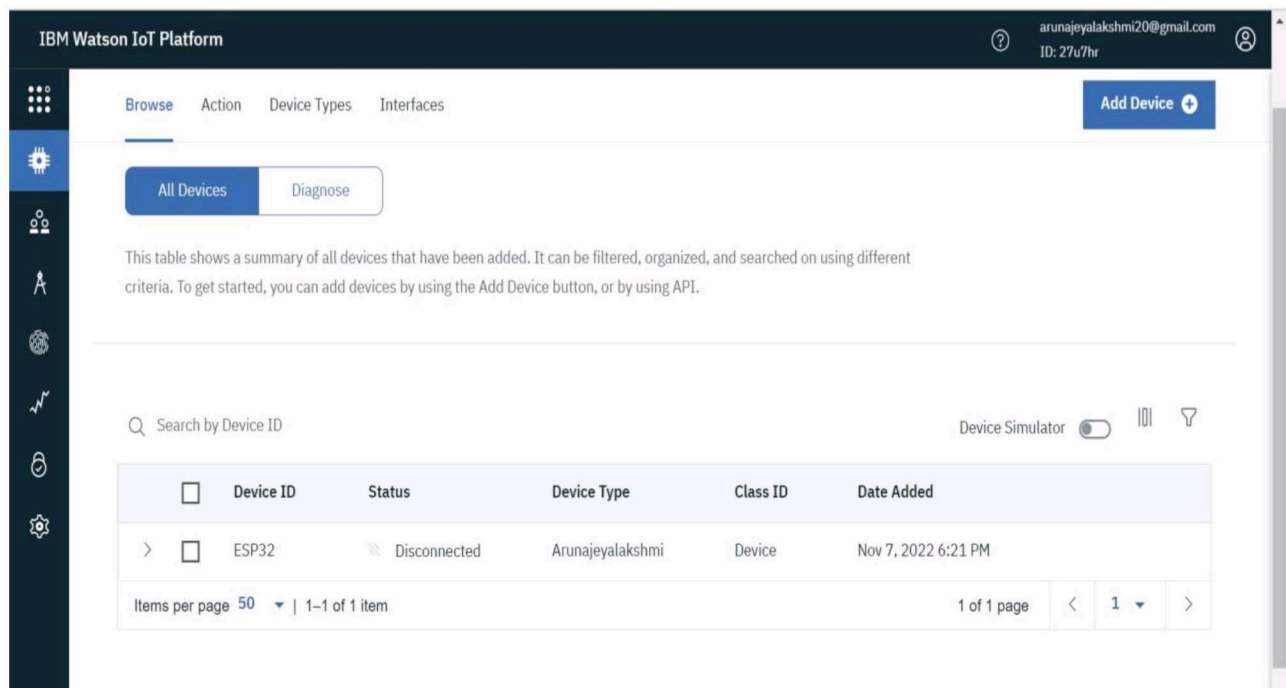 IBM Watson IoT Platform
arunajeyalakshmi20@gmail.com
ID: 27u7hr
Browse Action Device Types Interfaces
Add Device
All Devices Diagnose
This table shows a summary of all devices that have been added. It can be filtered, organized, and searched on using different
criteria. To get started, you can add devices by using the Add Device button, or by using API.
Search by Device ID
Device Simulator
Device ID Status Device Type Class ID Date Added
ESP32 Disconnected Arunajeyalakshmi Device Nov 7, 2022 6:21 PM
Items per page 50 | 1–1 of 1 item 1 of 1 page 1